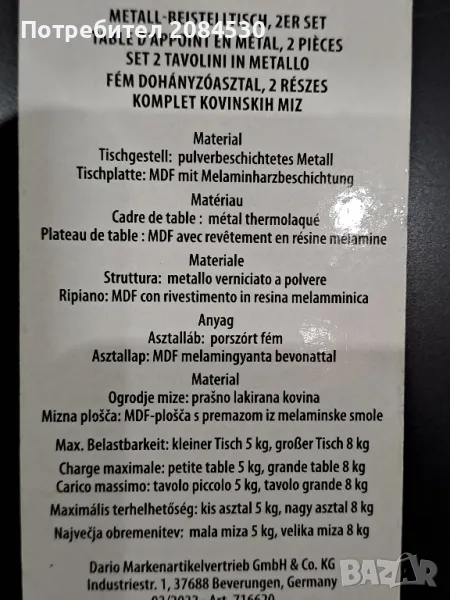 METALL-BEISTELLTISCH, 2ER SET
Потребител 2084530
TABLE D'APPOINT EN MÉTAL, 2 PIÈCES
SET 2 TAVOLINI IN METALLO
FÉM DOHÁNYZÓASZTAL, 2 RÉSZES
KOMPLET KOVINSKIH MIZ
Material
Tischgestell: pulverbeschichtetes Metall
Tischplatte: MDF mit Melaminharzbeschichtung
Matériau
Cadre de table : métal thermolaqué
Plateau de table : MDF avec revêtement en résine mélamine
Materiale
Struttura: metallo verniciato a polvere
Ripiano: MDF con rivestimento in resina melamminica
Anyag
Asztalláb: porszórt fém
Asztallap: MDF melamingyanta bevonattal
Material
Ogrodje mize: prašno lakirana kovina
Mizna plošča: MDF-plošča s premazom iz melaminske smole
Max. Belastbarkeit: kleiner Tisch 5 kg, großer Tisch 8 kg
Charge maximale: petite table 5 kg, grande table 8 kg
Carico massimo: tavolo piccolo 5 kg, tavolo grande 8 kg
Maximális terhelhetőség: kis asztal 5 kg, nagy asztal 8 kg
Največja obremenitev: mala miza 5 kg, velika miza 8 kg
Dario Markenartikelvertrieb GmbH & Co. KG
Industriestr. 1, 37688 Beverungen, Germany
03/2023 Art. 716620
BAZAR